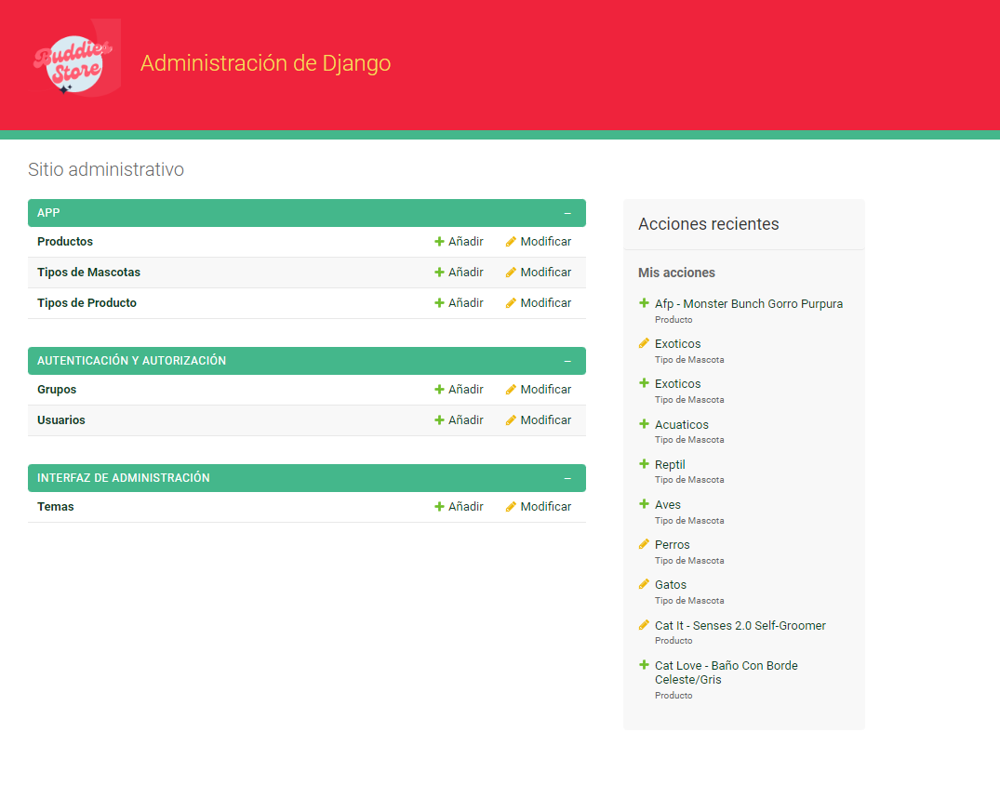 Buddies
Store
Administración de Django
Sitio administrativo
APP –
Productos Añadir Modificar
Tipos de Mascotas Añadir Modificar
Tipos de Producto Añadir Modificar
AUTENTICACIÓN Y AUTORIZACIÓN –
Grupos Añadir Modificar
Usuarios Añadir Modificar
INTERFAZ DE ADMINISTRACIÓN –
Temas Añadir Modificar
Acciones recientes
Mis acciones
Afp - Monster Bunch Gorro Purpura
Producto
Exoticos
Tipo de Mascota
Exoticos
Tipo de Mascota
Acuaticos
Tipo de Mascota
Reptil
Tipo de Mascota
Aves
Tipo de Mascota
Perros
Tipo de Mascota
Gatos
Tipo de Mascota
Cat It - Senses 2.0 Self-Groomer
Producto
Cat Love - Baño Con Borde
Celeste/Gris
Producto